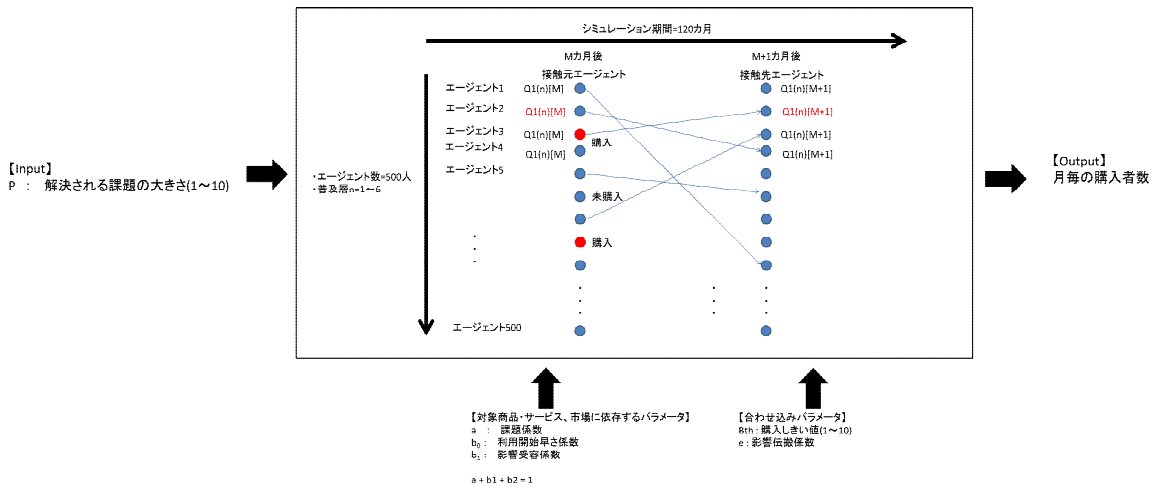 シミュレーション期間=120カ月
Mカ月後
M+1カ月後
接触元エージェント
接触先エージェント
エージェント1
Q1(n)[M]
Q1(n)[M+1]
エージェント2
Q1(n)[M]
Q1(n)[M+1]
エージェント3
Q1(n)[M]
購入
Q1(n)[M+1]
エージェント4
Q1(n)[M]
Q1(n)[M+1]
エージェント5
未購入
購入
エージェント500
【Input】
P : 解決される課題の大きさ(1~10)
・エージェント数=500人
・普及層n=1~6
【Output】
月毎の購入者数
【対象商品・サービス、市場に依存するパラメータ】
a : 課題係数
b0 : 利用開始早さ係数
b1 : 影響受容係数
a + b1 + b2 = 1
【合わせ込みパラメータ】
Bth : 購入しきい値(1~10)
e : 影響伝搬係数